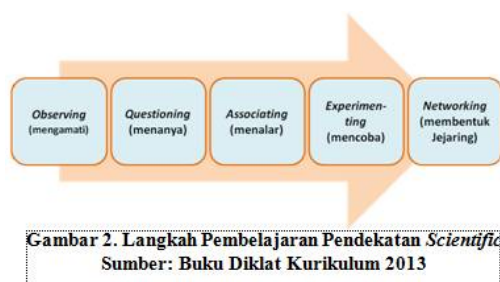 Observing
(mengamati)
Questioning
(menanya)
Associating
(menalar)
Experimen-
ting
(mencoba)
Networking
(membentuk
Jejaring)
Gambar 2. Langkah Pembelajaran Pendekatan Scientific
Sumber: Buku Diklat Kurikulum 2013